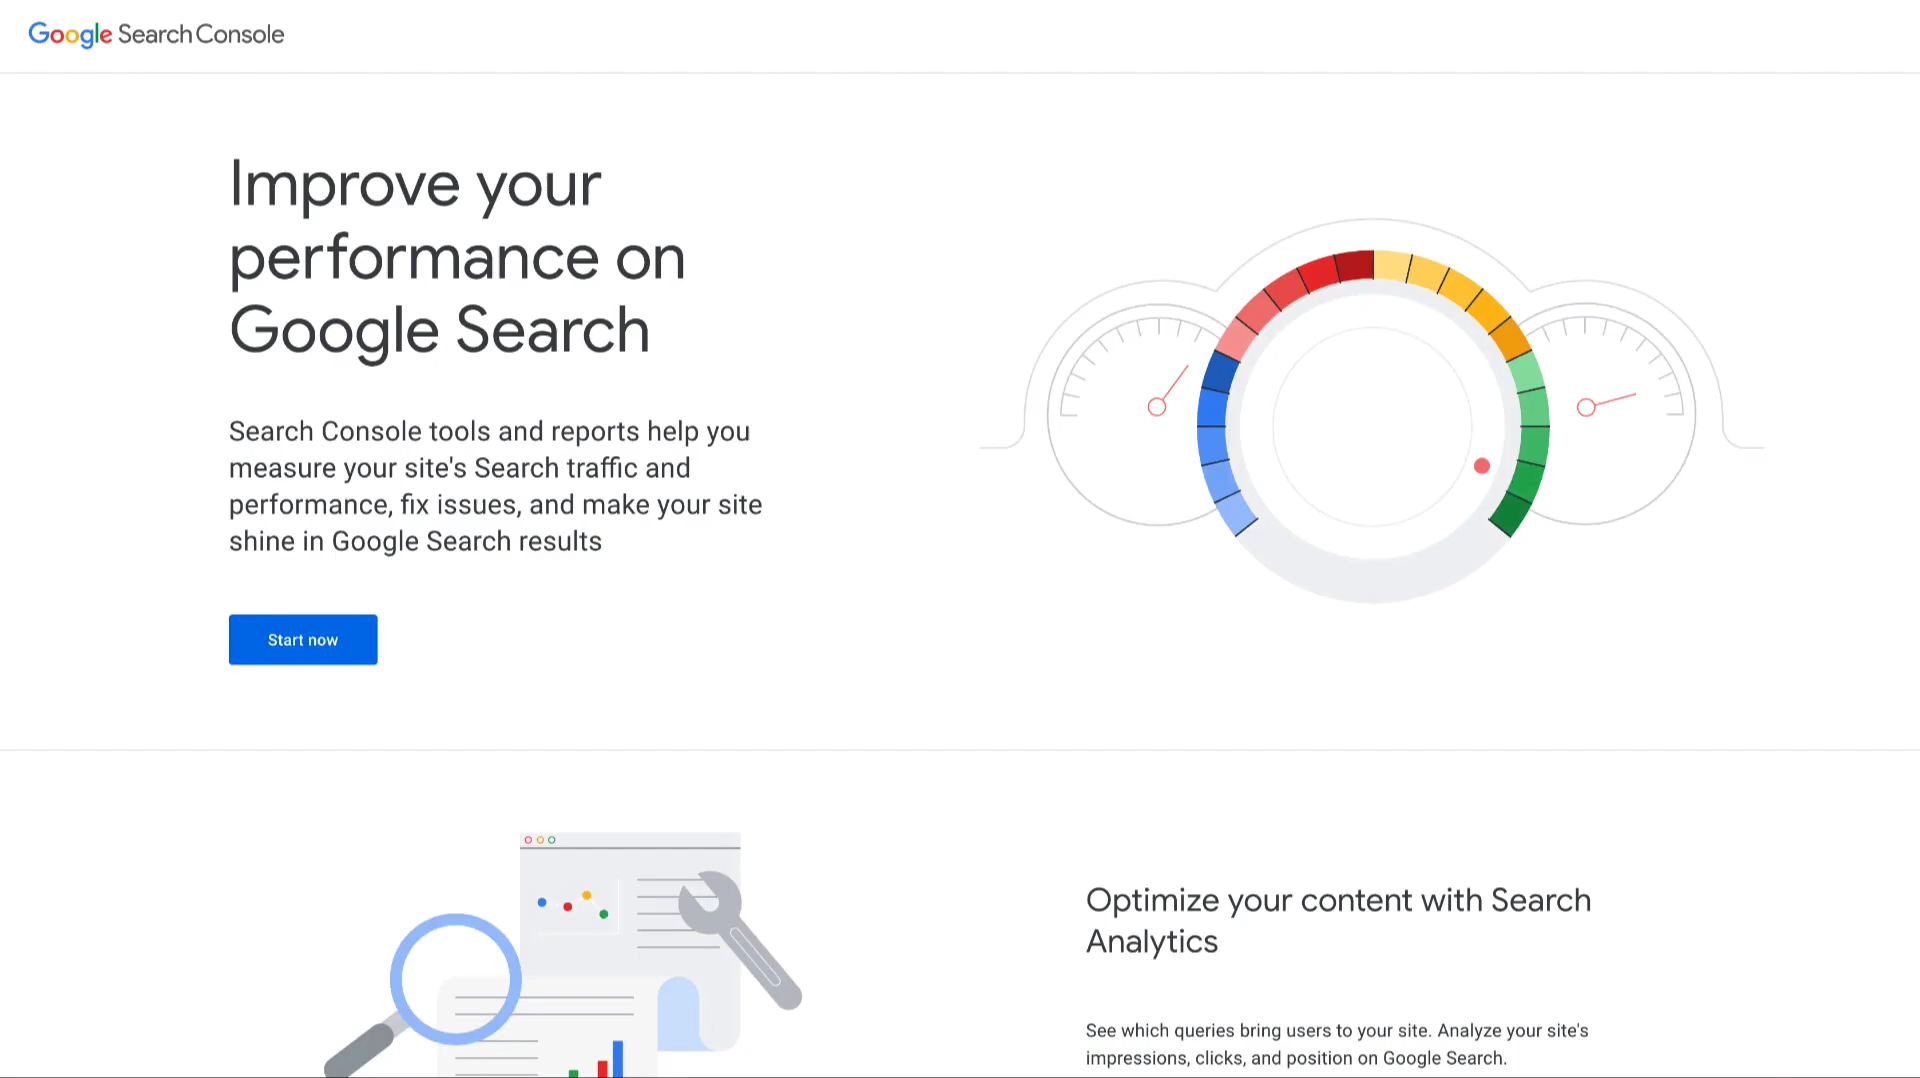 Google Search Console
Improve your
performance on
Google Search
Search Console tools and reports help you
measure your site's Search traffic and
performance, fix issues, and make your site
shine in Google Search results
Start now
Optimize your content with Search
Analytics
See which queries bring users to your site. Analyze your site's
impressions, clicks, and position on Google Search.